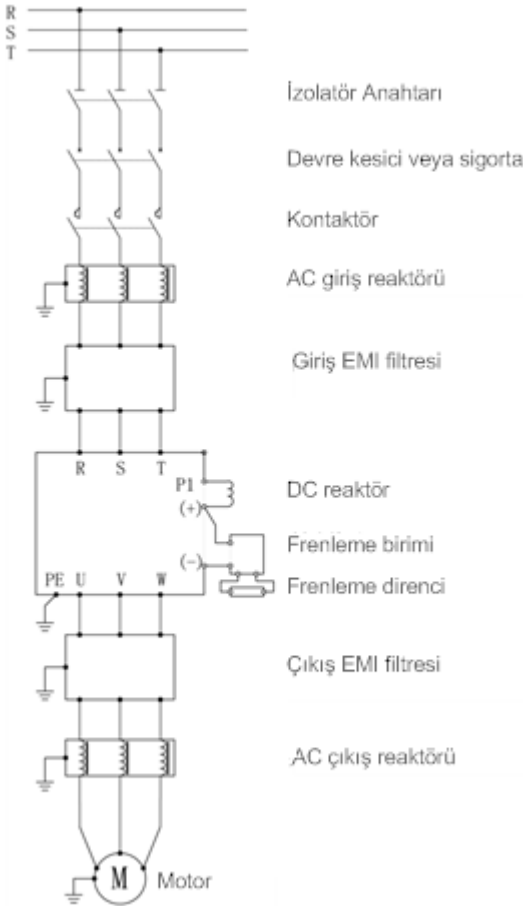 R
S
T
İzolatör Anahtarı
Devre kesici veya sigorta
Kontaktör
AC giriş reaktörü
Giriş EMI filtresi
R S T
P1
DC reaktör
(+)
Frenleme birimi
(-)
PE U V W
Frenleme direnci
Çıkış EMI filtresi
AC çıkış reaktörü
M Motor